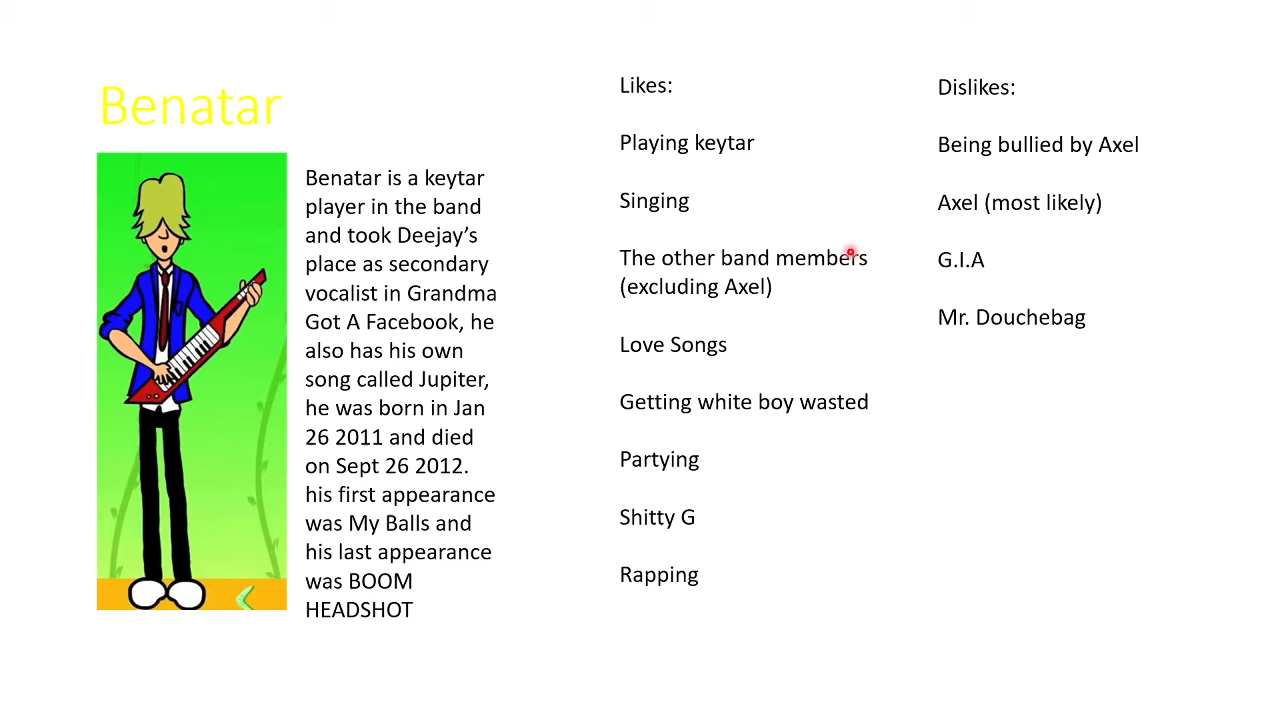 Benatar
Benatar is a keytar
player in the band
and took Deejay’s
place as secondary
vocalist in Grandma
Got A Facebook, he
also has his own
song called Jupiter,
he was born in Jan
26 2011 and died
on Sept 26 2012.
his first appearance
was My Balls and
his last appearance
was BOOM
HEADSHOT
Likes:
Playing keytar
Singing
The other band members
(excluding Axel)
Love Songs
Getting white boy wasted
Partying
Shitty G
Rapping
Dislikes:
Being bullied by Axel
Axel (most likely)
G.I.A
Mr. Douchebag